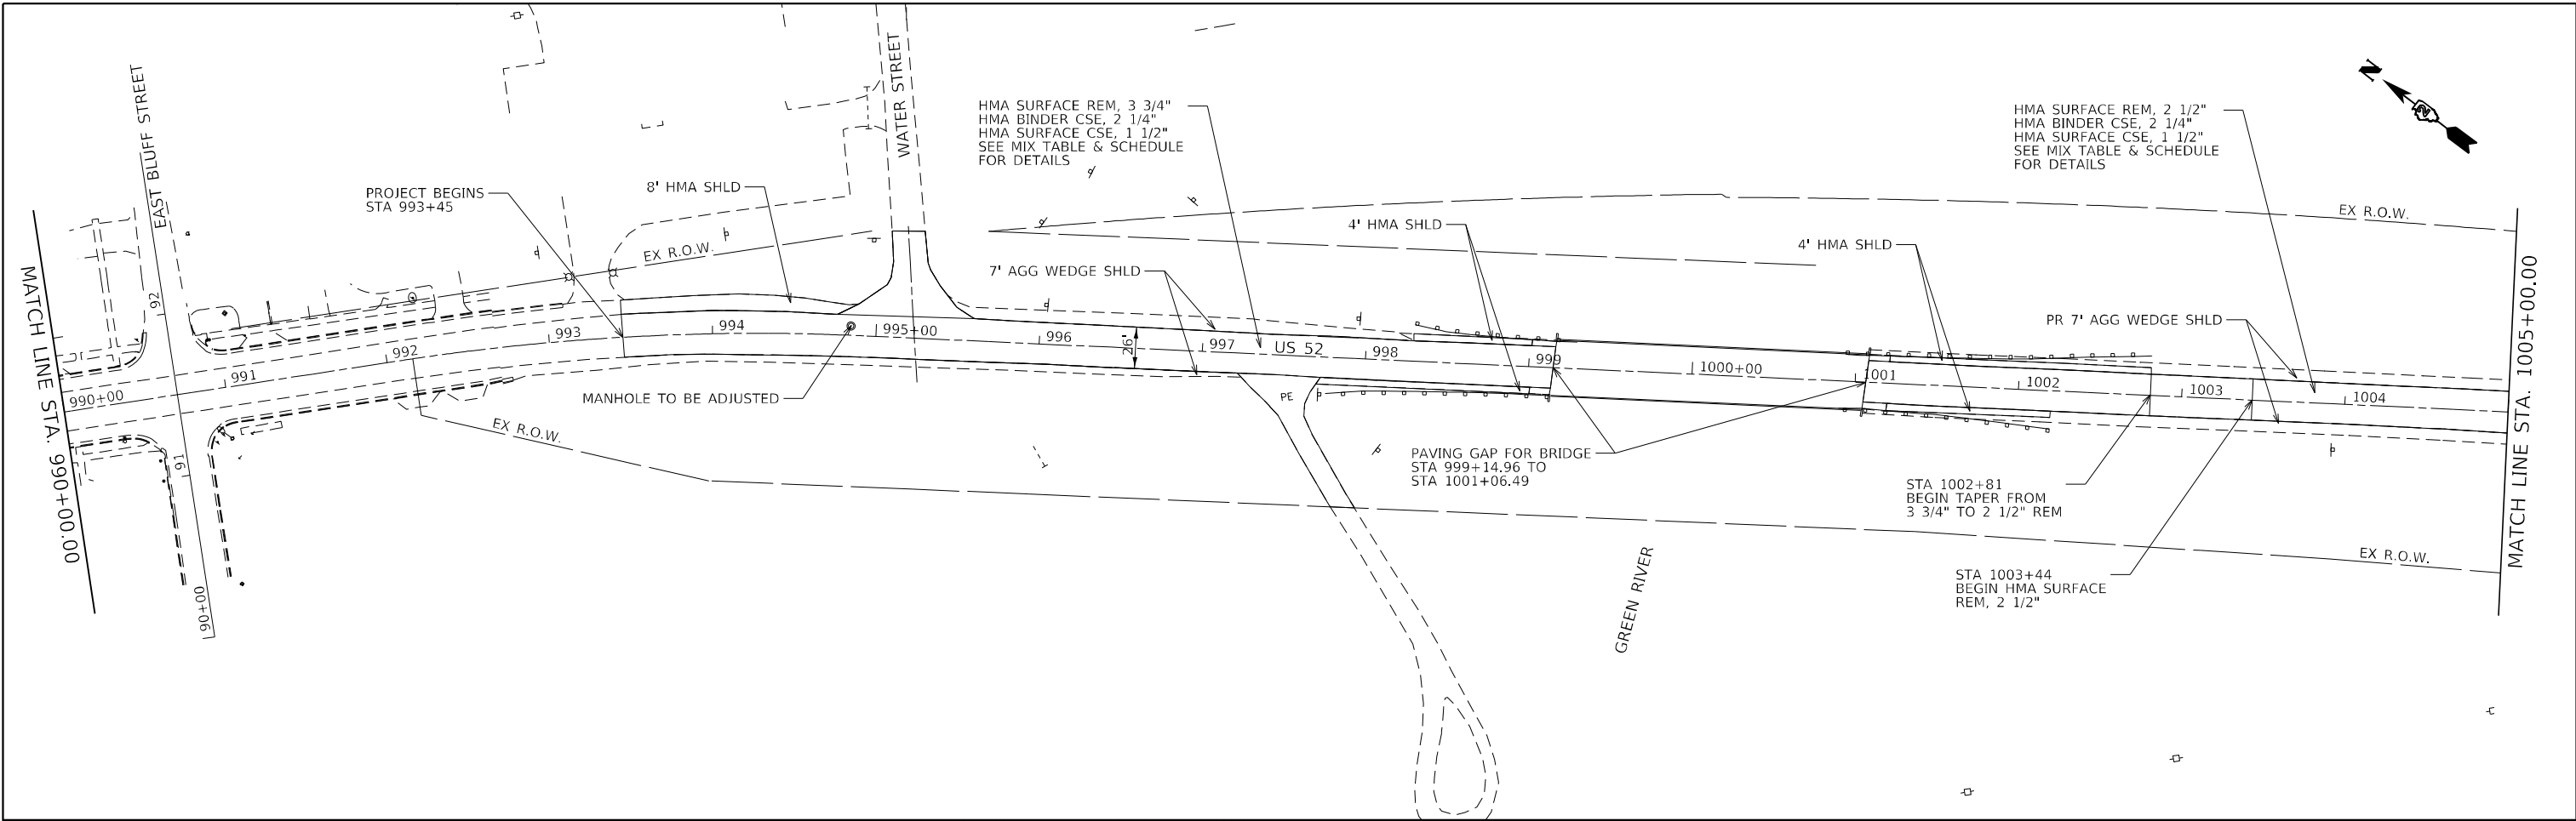 MATCH LINE STA. 990+00.00
EAST BLUFF STREET
92
91
90+00
990+00
991
992
993
994
995+00
996
997
998
999
1000+00
1001
1002
1003
1004
PROJECT BEGINS
STA 993+45
8' HMA SHLD
EX R.O.W.
WATER STREET
MANHOLE TO BE ADJUSTED
EX R.O.W.
HMA SURFACE REM, 3 3/4"
HMA BINDER CSE, 2 1/4"
HMA SURFACE CSE, 1 1/2"
SEE MIX TABLE & SCHEDULE
FOR DETAILS
7' AGG WEDGE SHLD
26'
US 52
4' HMA SHLD
PE
PAVING GAP FOR BRIDGE
STA 999+14.96 TO
STA 1001+06.49
GREEN RIVER
4' HMA SHLD
HMA SURFACE REM, 2 1/2"
HMA BINDER CSE, 2 1/4"
HMA SURFACE CSE, 1 1/2"
SEE MIX TABLE & SCHEDULE
FOR DETAILS
PR 7' AGG WEDGE SHLD
STA 1002+81
BEGIN TAPER FROM
3 3/4" TO 2 1/2" REM
STA 1003+44
BEGIN HMA SURFACE
REM, 2 1/2"
EX R.O.W.
EX R.O.W.
N
2
MATCH LINE STA. 1005+00.00